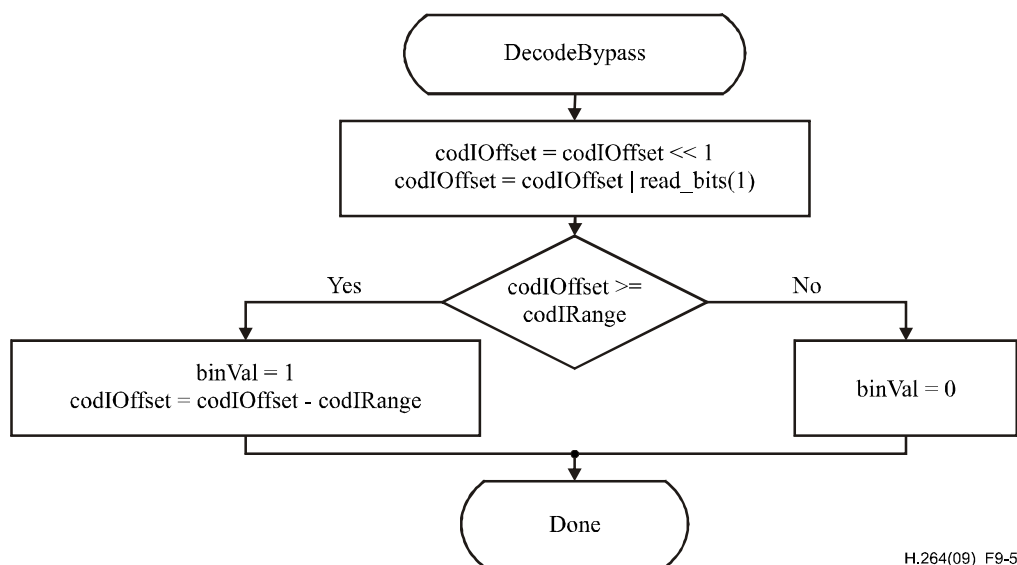 DecodeBypass
codIOffset = codIOffset << 1
codIOffset = codIOffset | read_bits(1)
Yes
codIOffset >=
codIRange
No
binVal = 1
codIOffset = codIOffset - codIRange
binVal = 0
Done
H.264(09)_F9-5